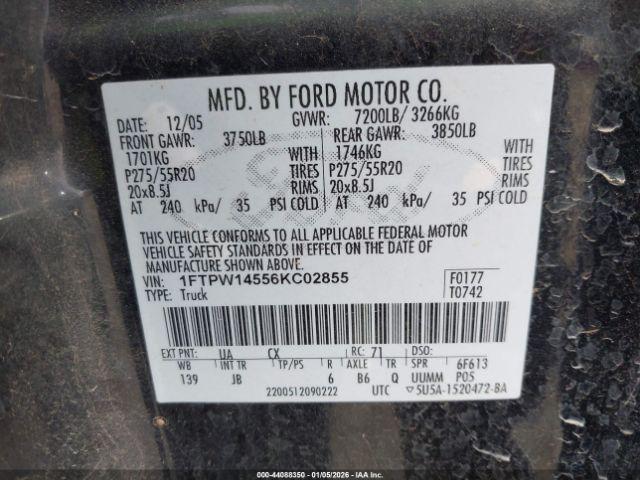 MFD. BY FORD MOTOR CO.
DATE: 12/05 GVWR: 7200LB/ 3266KG
FRONT GAWR: 3750LB REAR GAWR: 3850LB
1701KG WITH 1746KG WITH
P275/55R20 TIRES P275/55R20 TIRES
20x8.5J RIMS 20x8.5J RIMS
AT 240 kPa/ 35 PSI COLD AT 240 kPa/ 35 PSI COLD
THIS VEHICLE CONFORMS TO ALL APPLICABLE FEDERAL MOTOR
VEHICLE SAFETY STANDARDS IN EFFECT ON THE DATE OF
MANUFACTURE SHOWN ABOVE.
VIN: 1FTPW14556KC02855 F0177
TYPE: Truck T0742
EXT PNT: UA CX RC: 71 DSO:
WB INT TR TP/PS R AXLE TR SPR 6F613
139 JB 6 B6 Q UUMM P05
2200512090222 UTC ▽ 5U5A-1520472-BA
000-44088350 - 01/05/2026 - IAA Inc.